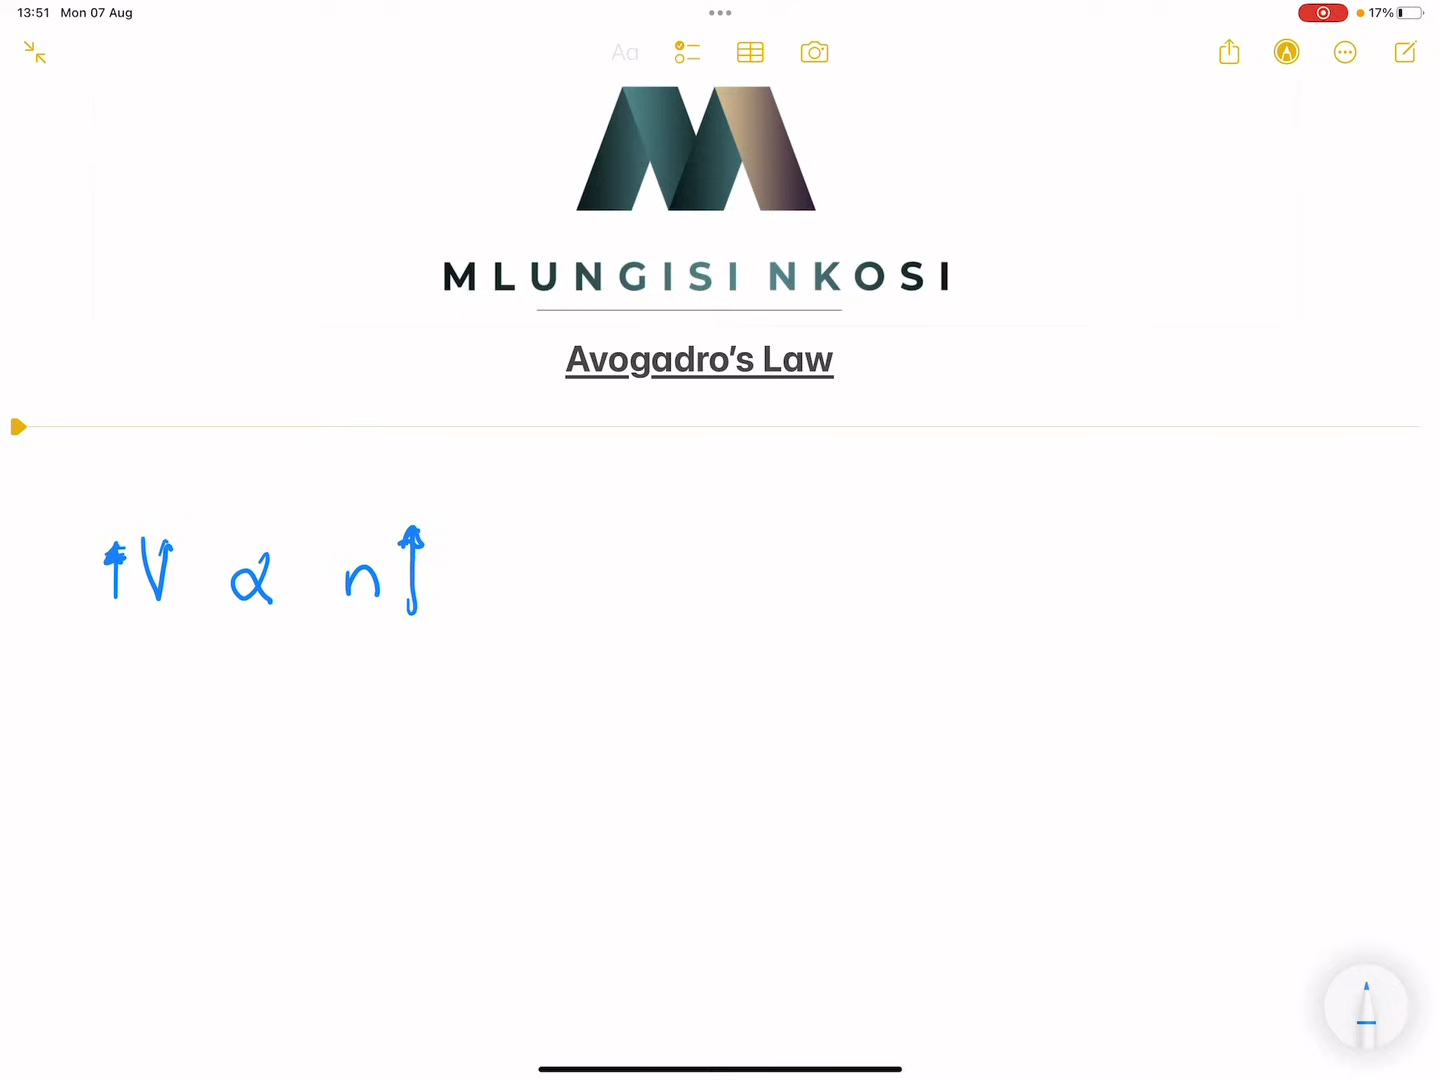 13:51 Mon 07 Aug 17%
Aa
MLUNGISI NKOSI
Avogadro's Law
↑V ∝ n↑